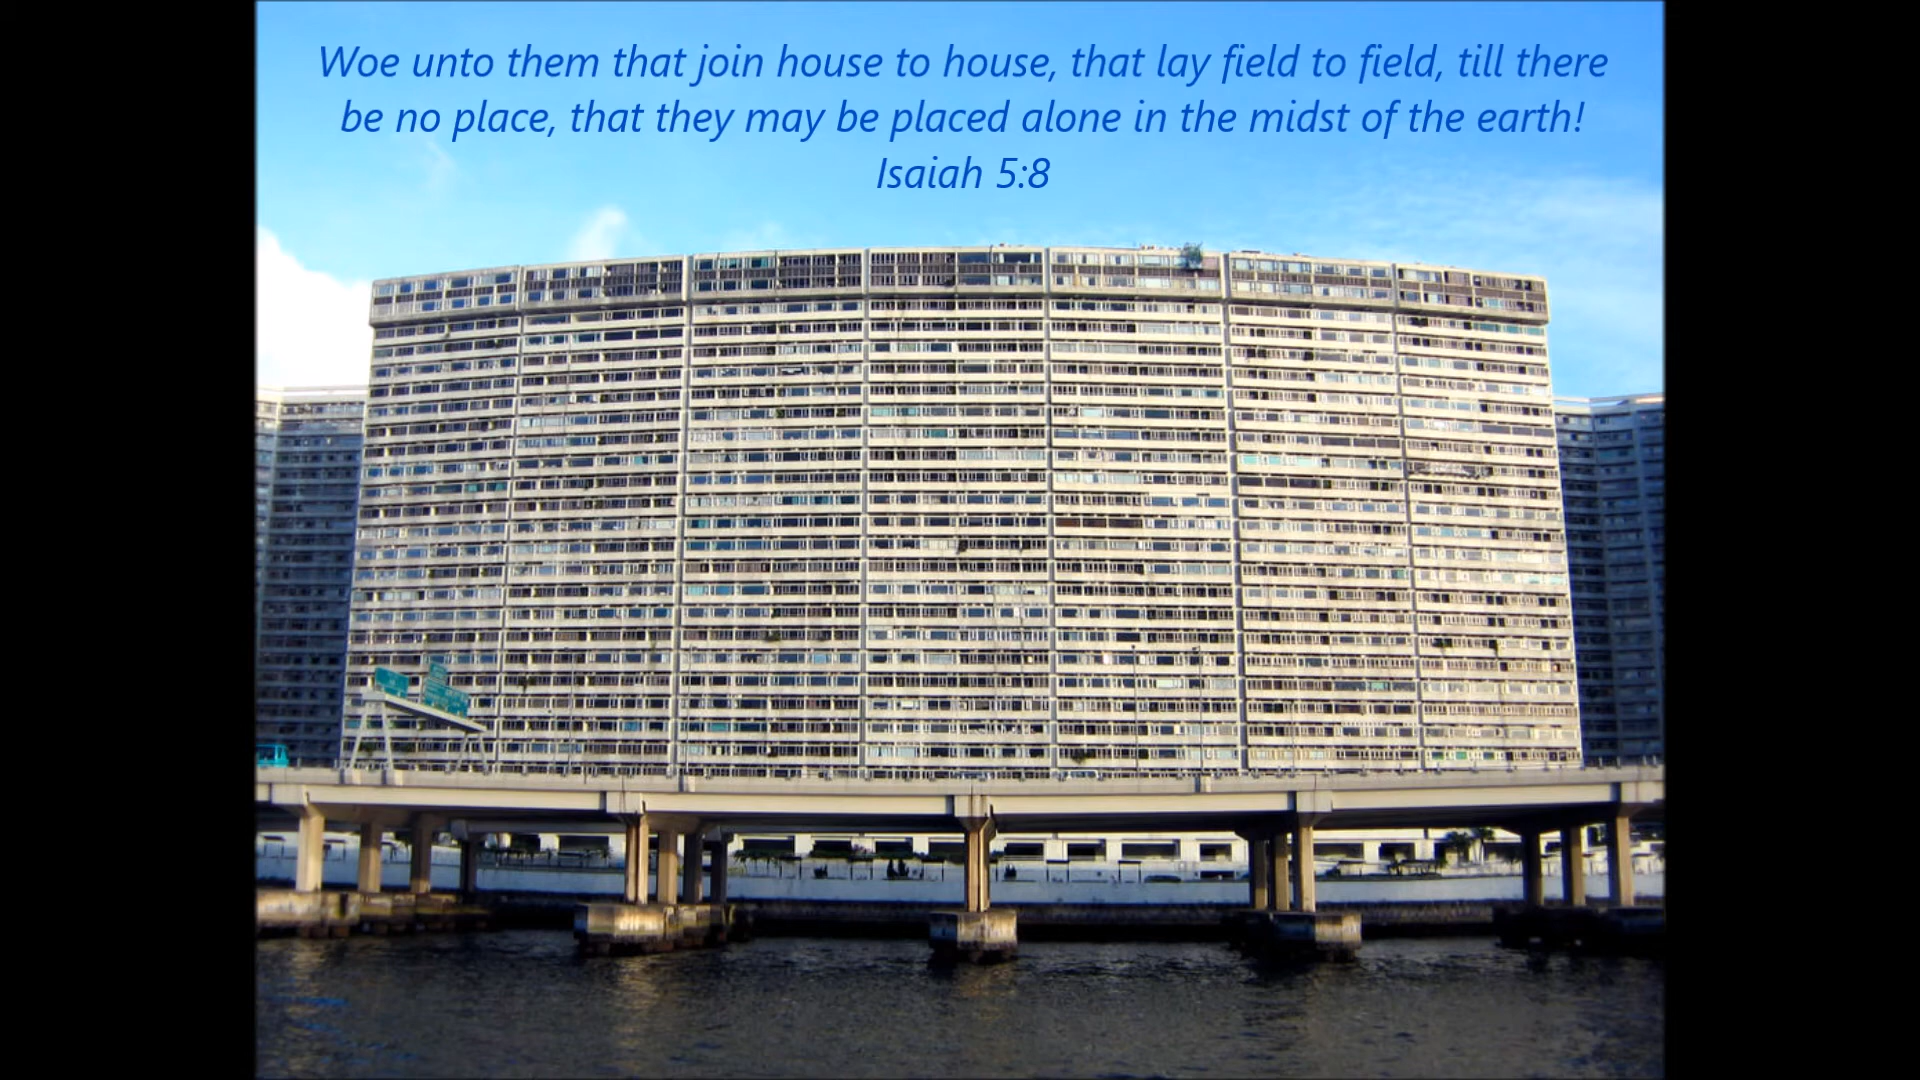 Woe unto them that join house to house, that lay field to field, till there
be no place, that they may be placed alone in the midst of the earth!
Isaiah 5:8